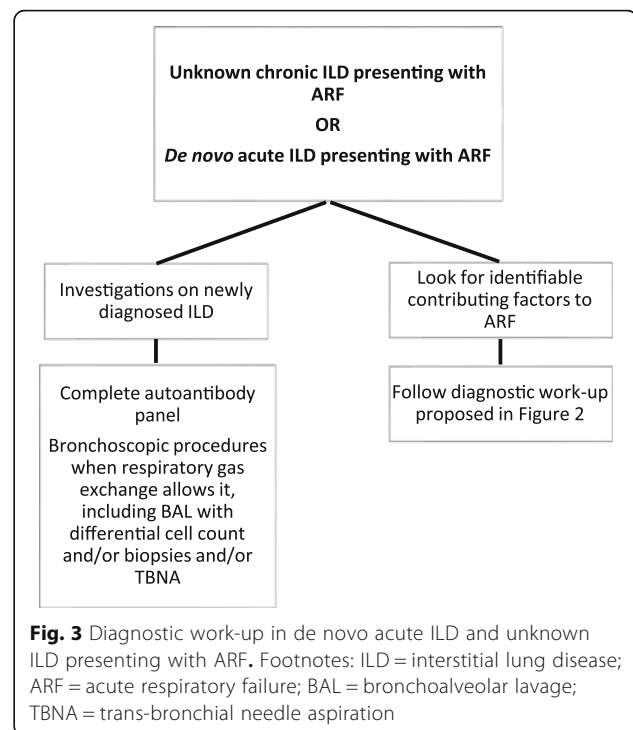 Unknown chronic ILD presenting with
ARF
OR
De novo acute ILD presenting with ARF
Investigations on newly
diagnosed ILD
Look for identifiable
contributing factors to
ARF
Complete autoantibody
panel
Bronchoscopic procedures
when respiratory gas
exchange allows it,
including BAL with
differential cell count
and/or biopsies and/or
TBNA
Follow diagnostic work-up
proposed in Figure 2
Fig. 3 Diagnostic work-up in de novo acute ILD and unknown
ILD presenting with ARF. Footnotes: ILD = interstitial lung disease;
ARF = acute respiratory failure; BAL = bronchoalveolar lavage;
TBNA = trans-bronchial needle aspiration